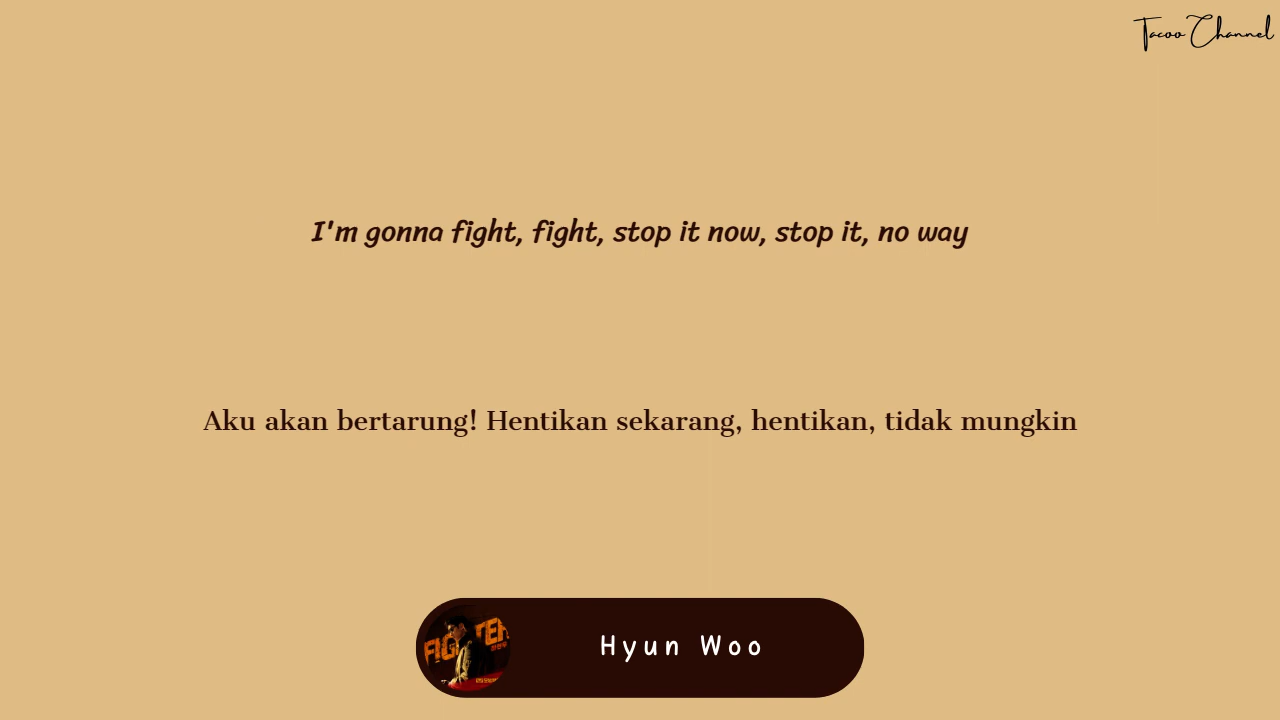 Tacoo Channel
I'm gonna fight, fight, stop it now, stop it, no way
Aku akan bertarung! Hentikan sekarang, hentikan, tidak mungkin
FIGHTER
Hyun Woo